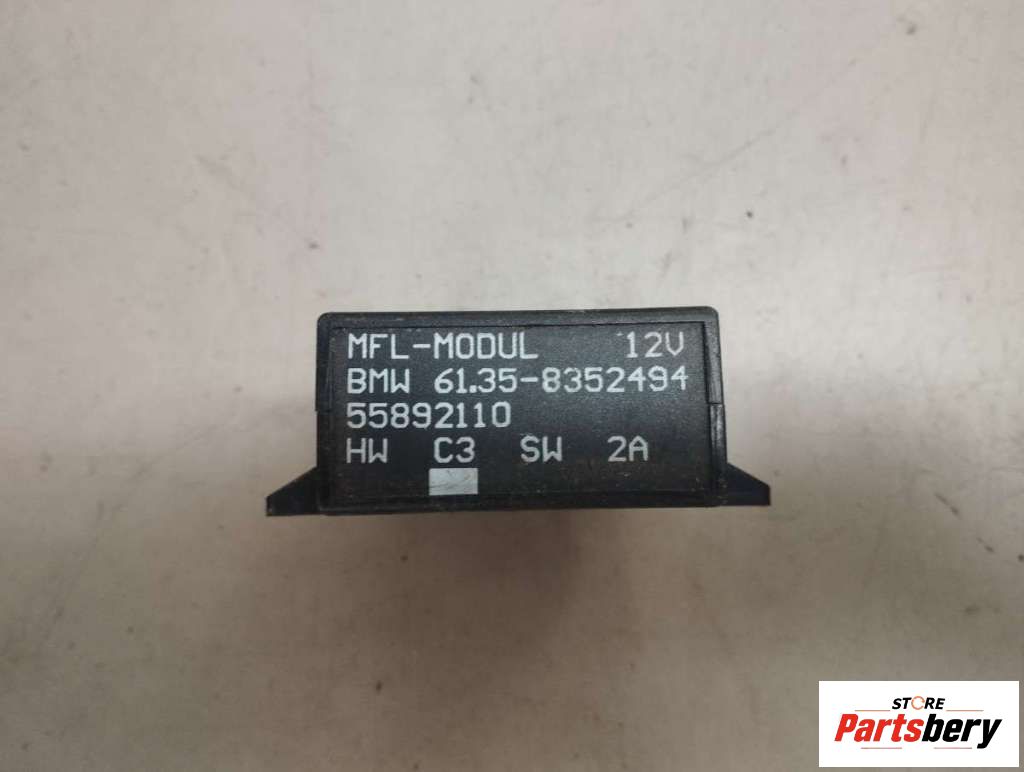 MFL-MODUL 12V
BMW 61.35-8352494
55892110
HW C3 SW 2A
STORE
Partsbery